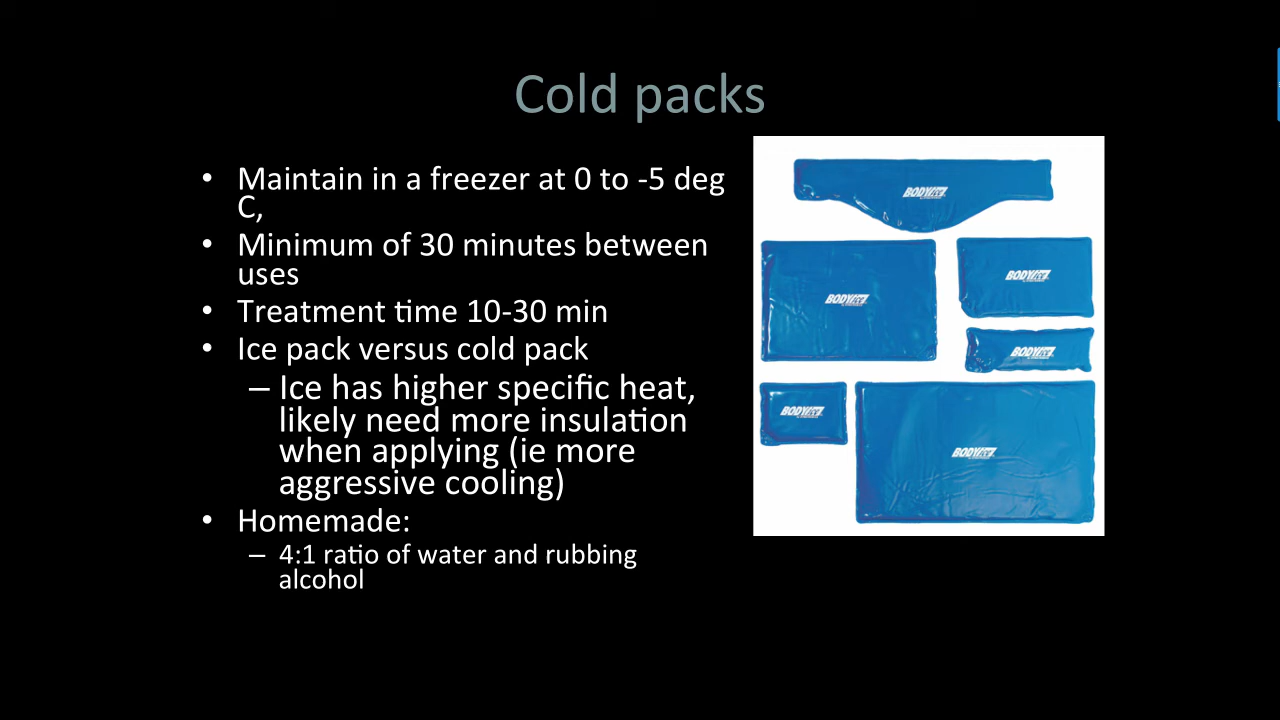 Cold packs
• Maintain in a freezer at 0 to -5 deg
C,
• Minimum of 30 minutes between
uses
• Treatment time 10-30 min
• Ice pack versus cold pack
– Ice has higher specific heat,
likely need more insulation
when applying (ie more
aggressive cooling)
• Homemade:
– 4:1 ratio of water and rubbing
alcohol